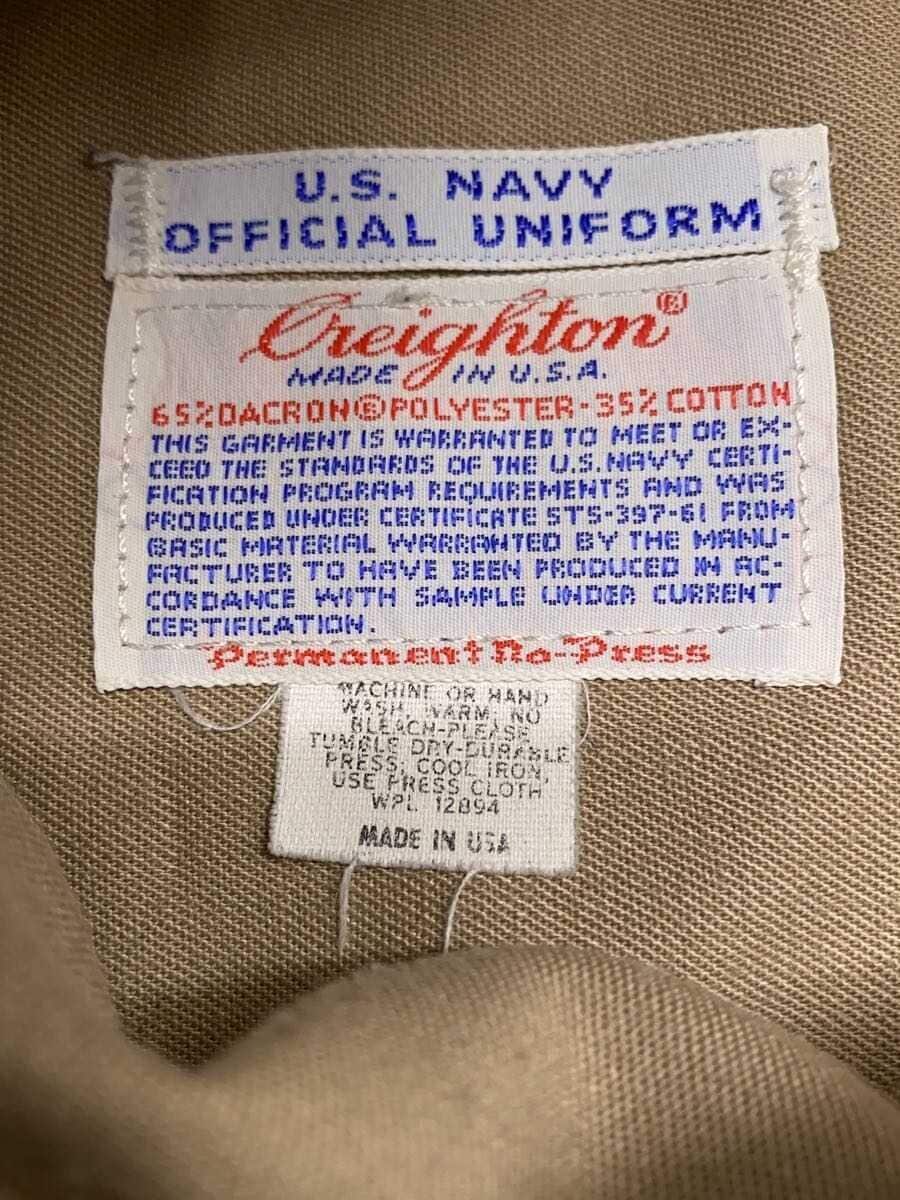 U.S. NAVY
OFFICIAL UNIFORM
Creighton®
MADE IN U.S.A.
65% DACRON® POLYESTER-35% COTTON
THIS GARMENT IS WARRANTED TO MEET OR EX-
CEED THE STANDARDS OF THE U.S. NAVY CERTI-
FICATION PROGRAM REQUIREMENTS AND WAS
PRODUCED UNDER CERTIFICATE STS-397-61 FROM
BASIC MATERIAL WARRANTED BY THE MANU-
FACTURER TO HAVE BEEN PRODUCED IN AC-
CORDANCE WITH SAMPLE UNDER CURRENT
CERTIFICATION.
Permanent No-Press
MACHINE OR HAND
WASH, WARM, NO
BLEACH-PLEASE
TUMBLE DRY-DURABLE
PRESS, COOL IRON,
USE PRESS CLOTH
WPL 12894
MADE IN USA